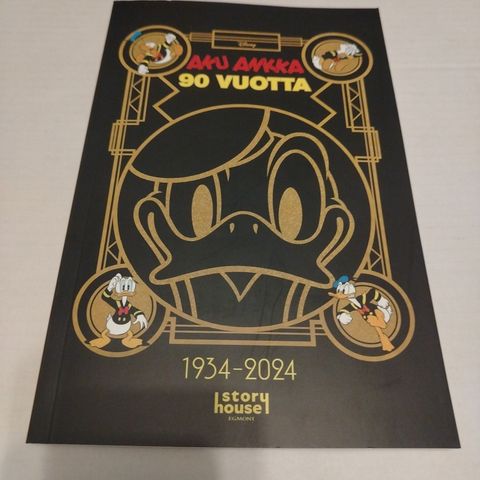 Disney
AKU ANKKA
90 VUOTTA
1934-2024
story
house
EGMONT